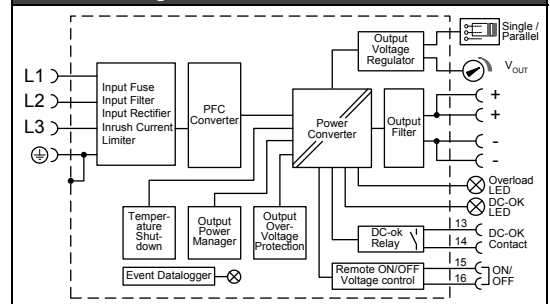 Output
Voltage
Regulator
Single /
Parallel
VOUT
L1
L2
L3
Input Fuse
Input Filter
Input Rectifier
Inrush Current
Limiter
PFC
Converter
Power
Converter
Output
Filter
+
+
-
-
Overload
LED
DC-OK
LED
Temper-
ature
Shut-
down
Output
Power
Manager
Output
Over-
Voltage
Protection
DC-ok
Relay
13
14
DC-OK
Contact
Event Datalogger
Remote ON/OFF
Voltage control
15
16
ON/
OFF